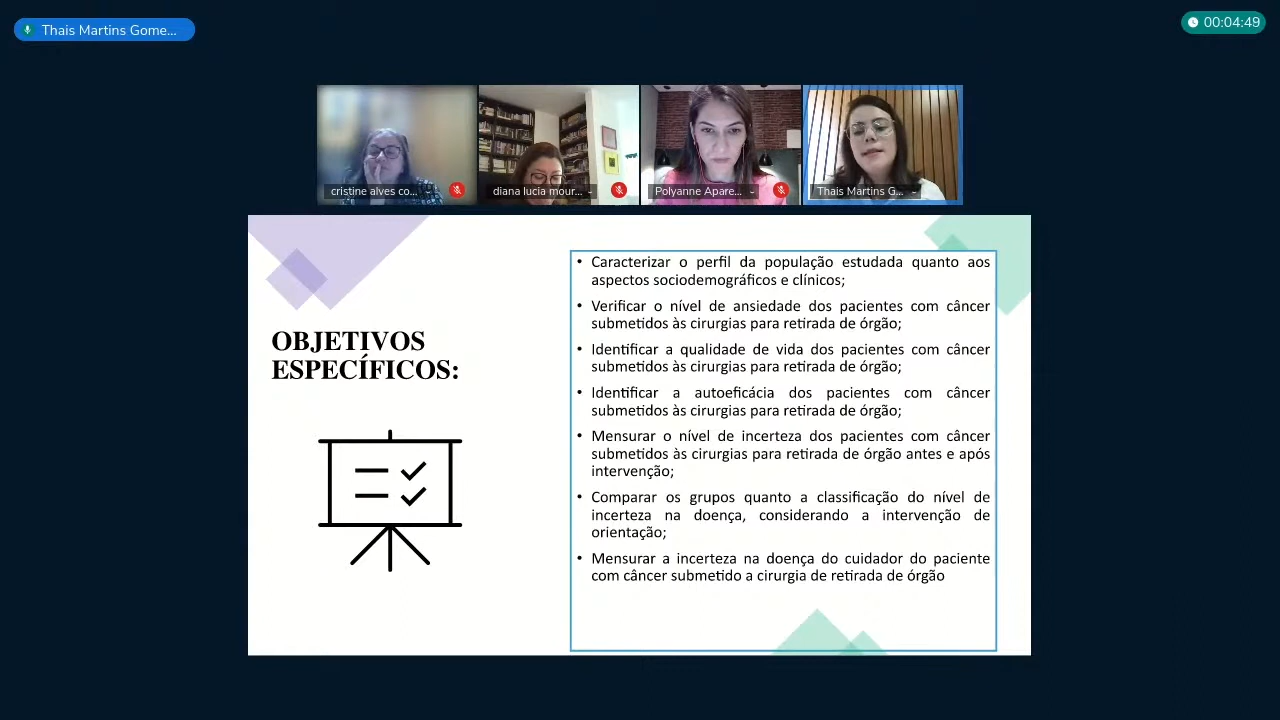 Thais Martins Gome...
00:04:49
cristine alves co...
diana lucia mour...
Polyanne Apare...
Thais Martins G...
OBJETIVOS
ESPECÍFICOS:
• Caracterizar o perfil da população estudada quanto aos
aspectos sociodemográficos e clínicos;
• Verificar o nível de ansiedade dos pacientes com câncer
submetidos às cirurgias para retirada de órgão;
• Identificar a qualidade de vida dos pacientes com câncer
submetidos às cirurgias para retirada de órgão;
• Identificar a autoeficácia dos pacientes com câncer
submetidos às cirurgias para retirada de órgão;
• Mensurar o nível de incerteza dos pacientes com câncer
submetidos às cirurgias para retirada de órgão antes e após
intervenção;
• Comparar os grupos quanto a classificação do nível de
incerteza na doença, considerando a intervenção de
orientação;
• Mensurar a incerteza na doença do cuidador do paciente
com câncer submetido a cirurgia de retirada de órgão